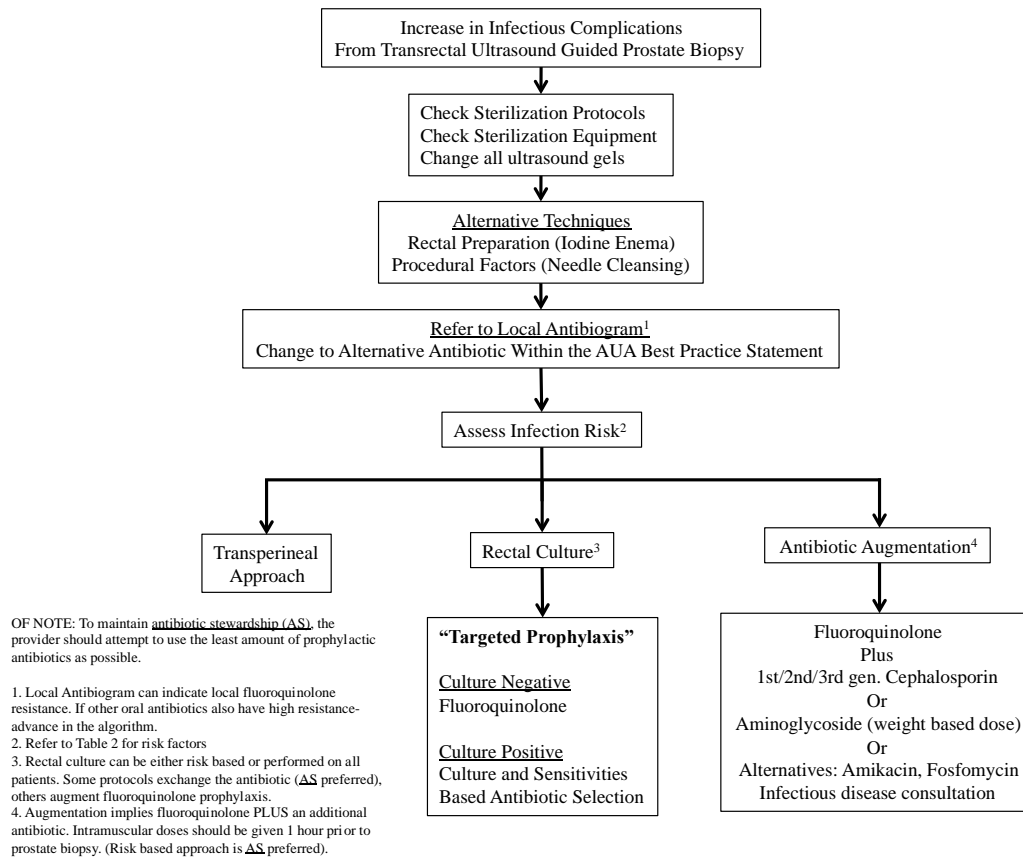 Increase in Infectious Complications
From Transrectal Ultrasound Guided Prostate Biopsy
Check Sterilization Protocols
Check Sterilization Equipment
Change all ultrasound gels
Alternative Techniques
Rectal Preparation (Iodine Enema)
Procedural Factors (Needle Cleansing)
Refer to Local Antibiogram¹
Change to Alternative Antibiotic Within the AUA Best Practice Statement
Assess Infection Risk²
Transperineal
Approach
Rectal Culture³
Antibiotic Augmentation⁴
“Targeted Prophylaxis”
Culture Negative
Fluoroquinolone
Culture Positive
Culture and Sensitivities
Based Antibiotic Selection
Fluoroquinolone
Plus
1st/2nd/3rd gen. Cephalosporin
Or
Aminoglycoside (weight based dose)
Or
Alternatives: Amikacin, Fosfomycin
Infectious disease consultation
OF NOTE: To maintain antibiotic stewardship (AS), the
provider should attempt to use the least amount of prophylactic
antibiotics as possible.
1. Local Antibiogram can indicate local fluoroquinolone
resistance. If other oral antibiotics also have high resistance-
advance in the algorithm.
2. Refer to Table 2 for risk factors
3. Rectal culture can be either risk based or performed on all
patients. Some protocols exchange the antibiotic (AS preferred),
others augment fluoroquinolone prophylaxis.
4. Augmentation implies fluoroquinolone PLUS an additional
antibiotic. Intramuscular doses should be given 1 hour prior to
prostate biopsy. (Risk based approach is AS preferred).